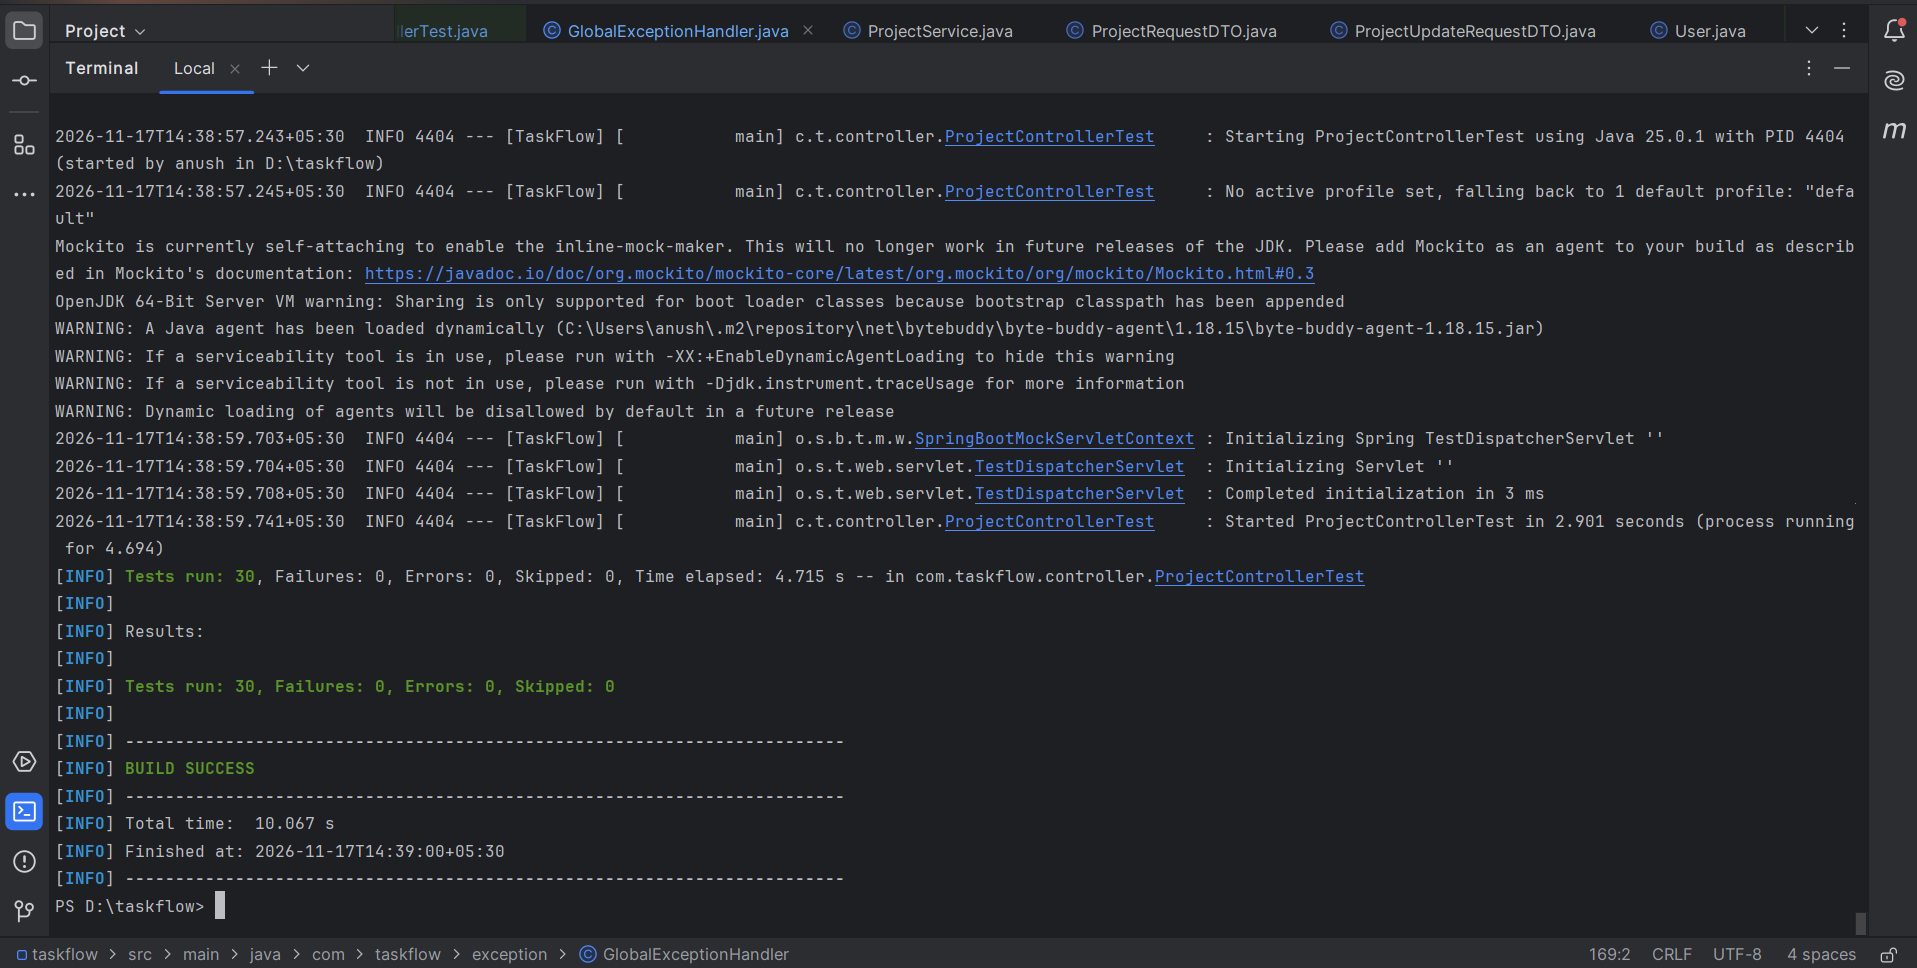 Project
lerTest.java
GlobalExceptionHandler.java
ProjectService.java
ProjectRequestDTO.java
ProjectUpdateRequestDTO.java
User.java
Terminal
Local
2026-11-17T14:38:57.243+05:30  INFO 4404 --- [TaskFlow] [           main] c.t.controller.ProjectControllerTest     : Starting ProjectControllerTest using Java 25.0.1 with PID 4404
(started by anush in D:\taskflow)
2026-11-17T14:38:57.245+05:30  INFO 4404 --- [TaskFlow] [           main] c.t.controller.ProjectControllerTest     : No active profile set, falling back to 1 default profile: "defa
ult"
Mockito is currently self-attaching to enable the inline-mock-maker. This will no longer work in future releases of the JDK. Please add Mockito as an agent to your build as describ
ed in Mockito's documentation: https://javadoc.io/doc/org.mockito/mockito-core/latest/org.mockito/org/mockito/Mockito.html#0.3
OpenJDK 64-Bit Server VM warning: Sharing is only supported for boot loader classes because bootstrap classpath has been appended
WARNING: A Java agent has been loaded dynamically (C:\Users\anush\.m2\repository\net\bytebuddy\byte-buddy-agent\1.18.15\byte-buddy-agent-1.18.15.jar)
WARNING: If a serviceability tool is in use, please run with -XX:+EnableDynamicAgentLoading to hide this warning
WARNING: If a serviceability tool is not in use, please run with -Djdk.instrument.traceUsage for more information
WARNING: Dynamic loading of agents will be disallowed by default in a future release
2026-11-17T14:38:59.703+05:30  INFO 4404 --- [TaskFlow] [           main] o.s.b.t.m.w.SpringBootMockServletContext : Initializing Spring TestDispatcherServlet ''
2026-11-17T14:38:59.704+05:30  INFO 4404 --- [TaskFlow] [           main] o.s.t.web.servlet.TestDispatcherServlet  : Initializing Servlet ''
2026-11-17T14:38:59.708+05:30  INFO 4404 --- [TaskFlow] [           main] o.s.t.web.servlet.TestDispatcherServlet  : Completed initialization in 3 ms
2026-11-17T14:38:59.741+05:30  INFO 4404 --- [TaskFlow] [           main] c.t.controller.ProjectControllerTest     : Started ProjectControllerTest in 2.901 seconds (process running
 for 4.694)
[INFO] Tests run: 30, Failures: 0, Errors: 0, Skipped: 0, Time elapsed: 4.715 s -- in com.taskflow.controller.ProjectControllerTest
[INFO]
[INFO] Results:
[INFO]
[INFO] Tests run: 30, Failures: 0, Errors: 0, Skipped: 0
[INFO]
[INFO] ------------------------------------------------------------------------
[INFO] BUILD SUCCESS
[INFO] ------------------------------------------------------------------------
[INFO] Total time:  10.067 s
[INFO] Finished at: 2026-11-17T14:39:00+05:30
[INFO] ------------------------------------------------------------------------
PS D:\taskflow>
taskflow > src > main > java > com > taskflow > exception > GlobalExceptionHandler
169:2
CRLF
UTF-8
4 spaces